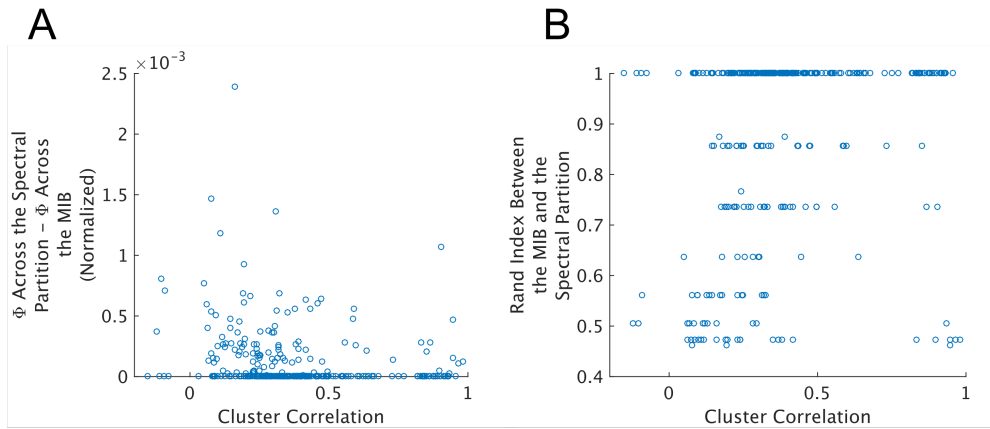 A
×10⁻³
2.5
2
1.5
1
0.5
0
0
0.5
1
Cluster Correlation
Φ Across the Spectral
Partition – Φ Across
the MIB
(Normalized)
B
1
0.9
0.8
0.7
0.6
0.5
0.4
0
0.5
1
Cluster Correlation
Rand Index Between
the MIB and the
Spectral Partition